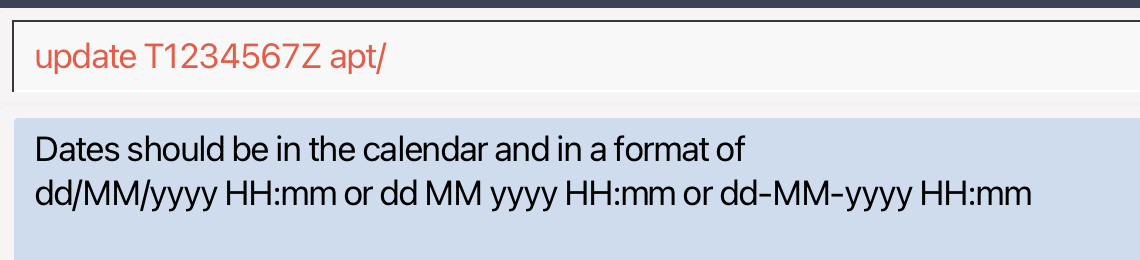 update T1234567Z apt/
Dates should be in the calendar and in a format of
dd/MM/yyyy HH:mm or dd MM yyyy HH:mm or dd-MM-yyyy HH:mm